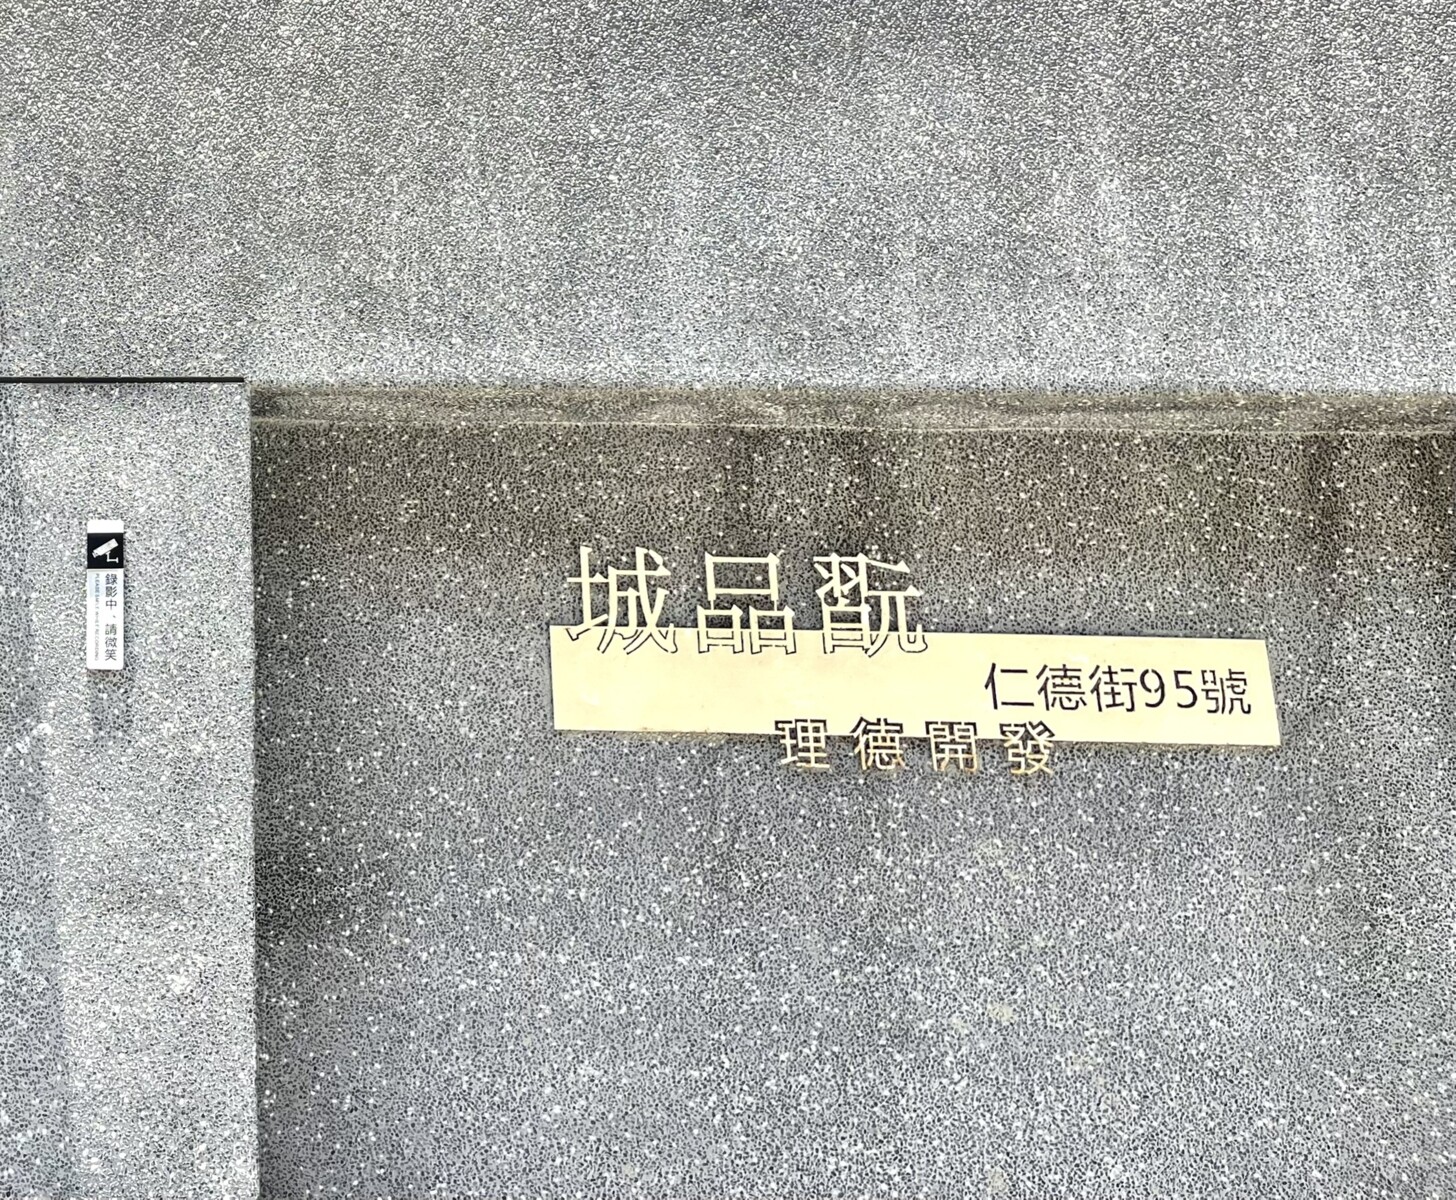 錄影中,請微笑
城品翫
仁德街95號
理德開發